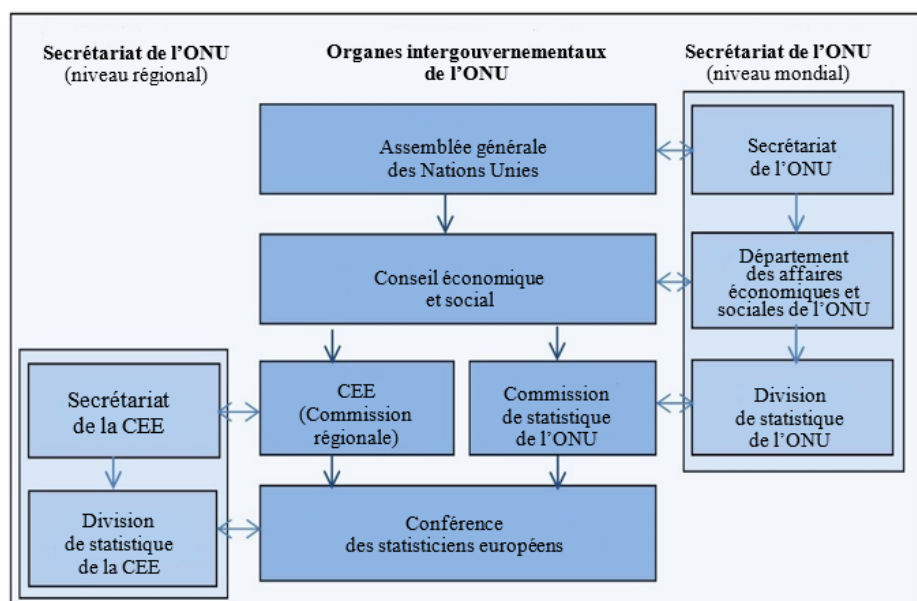 Secrétariat de l'ONU
(niveau régional)
Organes intergouvernementaux
de l'ONU
Secrétariat de l'ONU
(niveau mondial)
Assemblée générale
des Nations Unies
Secrétariat
de l'ONU
Conseil économique
et social
Département
des affaires
économiques et
sociales de l'ONU
Secrétariat
de la CEE
CEE
(Commission
régionale)
Commission
de statistique
de l'ONU
Division
de statistique
de l'ONU
Division
de statistique
de la CEE
Conférence
des statisticiens européens